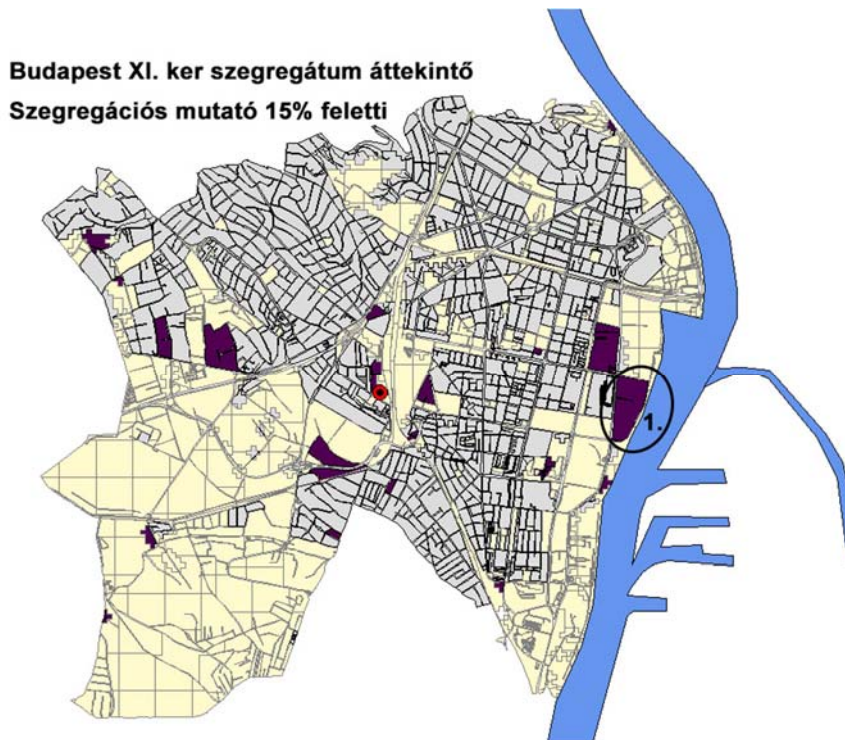 Budapest XI. ker szegregátum áttekintő
Szegregációs mutató 15% feletti
1.